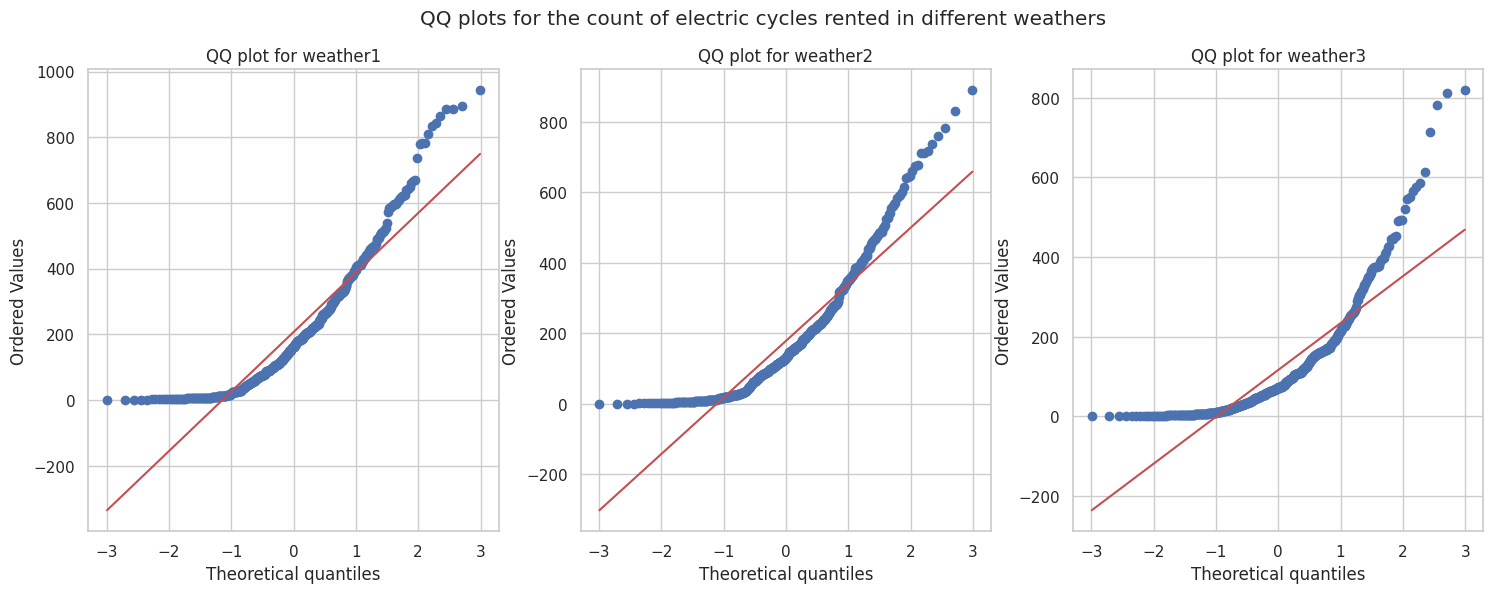 QQ plots for the count of electric cycles rented in different weathers
QQ plot for weather1
1000
800
600
400
200
0
−200
−3 −2 −1 0 1 2 3
Ordered Values
Theoretical quantiles
QQ plot for weather2
800
600
400
200
0
−200
−3 −2 −1 0 1 2 3
Ordered Values
Theoretical quantiles
QQ plot for weather3
800
600
400
200
0
−200
−3 −2 −1 0 1 2 3
Ordered Values
Theoretical quantiles